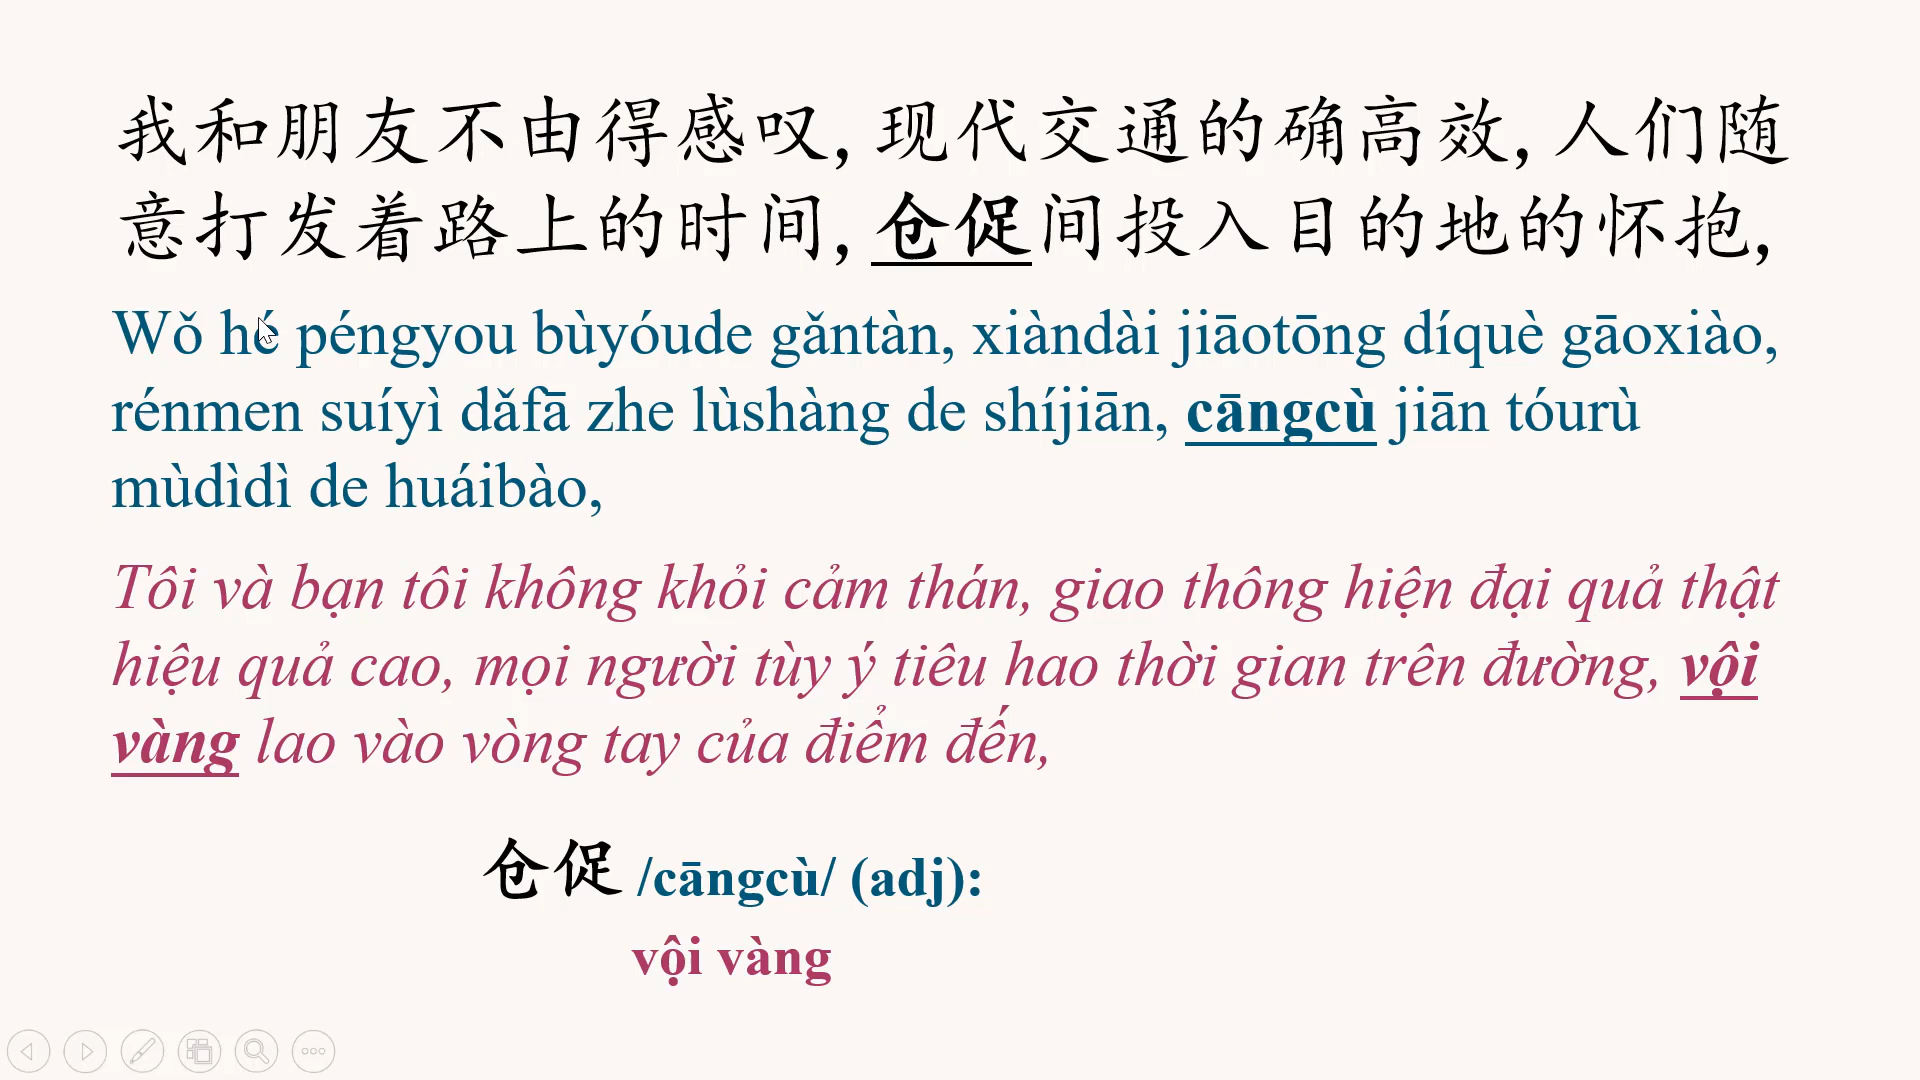 我和朋友不由得感叹,现代交通的确高效,人们随
意打发着路上的时间,仓促间投入目的地的怀抱,
Wǒ hé péngyou bùyóude gǎntàn, xiàndài jiāotōng díquè gāoxiào,
rénmen suíyì dǎfā zhe lùshàng de shíjiān, cāngcù jiān tóurù
mùdìdì de huáibào,
Tôi và bạn tôi không khỏi cảm thán, giao thông hiện đại quả thật
hiệu quả cao, mọi người tùy ý tiêu hao thời gian trên đường, vội
vàng lao vào vòng tay của điểm đến,
仓促 /cāngcù/ (adj):
vội vàng